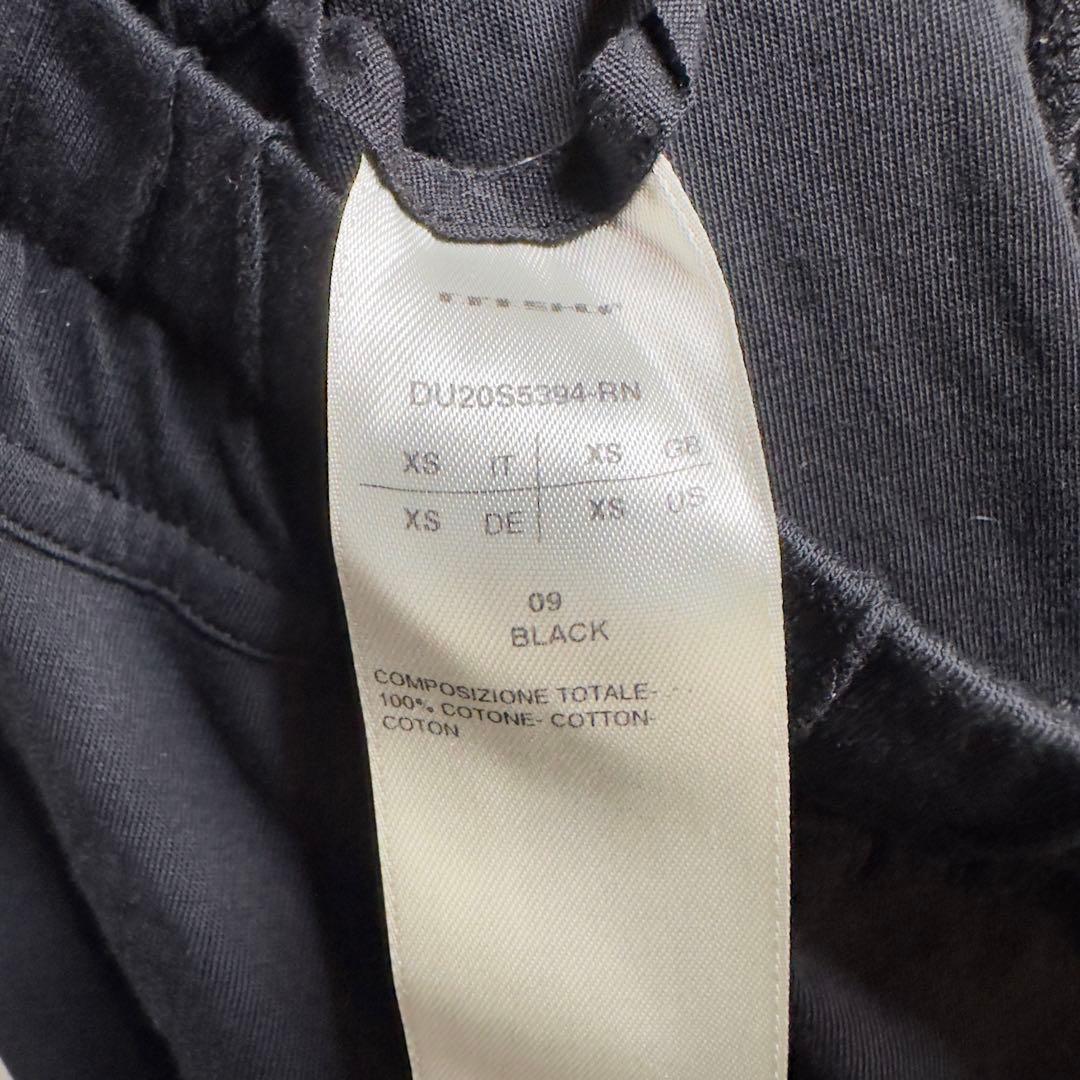 DU20S5394-RN
XS IT XS GB
XS DE XS US
09
BLACK
COMPOSIZIONE TOTALE-
100% COTONE- COTTON-
COTON